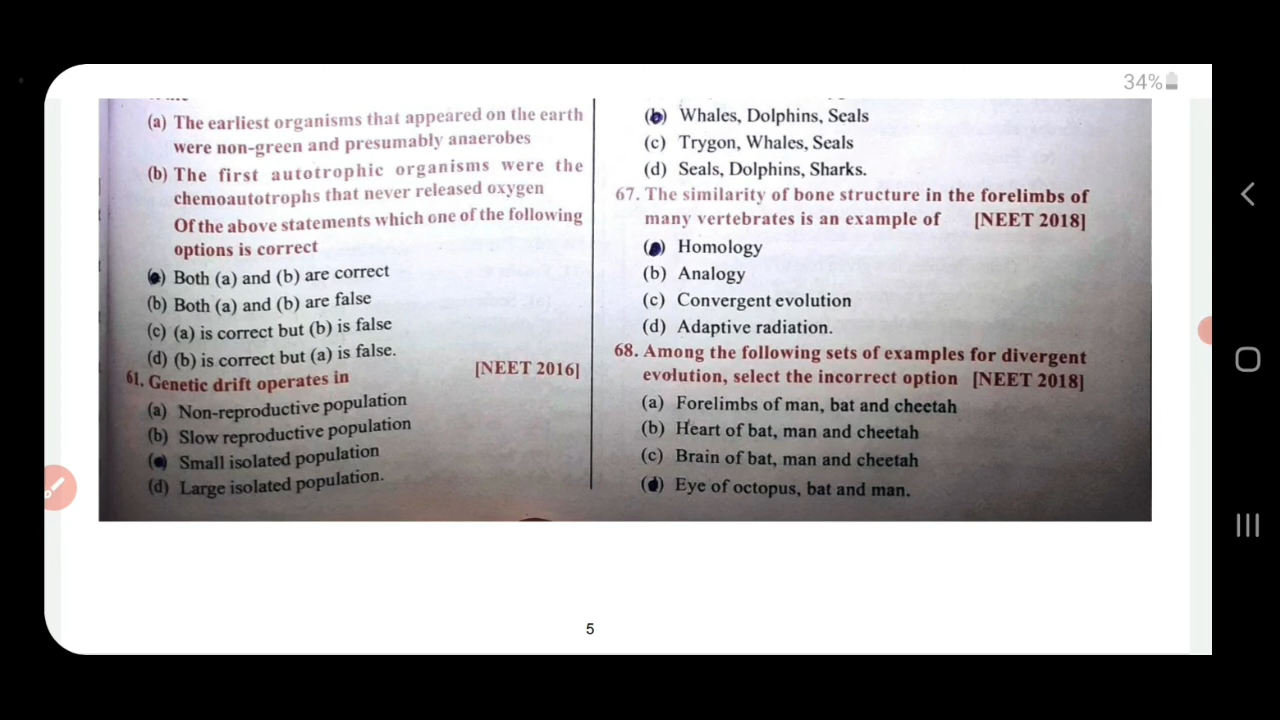 34%
(a) The earliest organisms that appeared on the earth
were non-green and presumably anaerobes
(b) The first autotrophic organisms were the
chemoautotrophs that never released oxygen
Of the above statements which one of the following
options is correct
(a) Both (a) and (b) are correct
(b) Both (a) and (b) are false
(c) (a) is correct but (b) is false
(d) (b) is correct but (a) is false.
61. Genetic drift operates in [NEET 2016]
(a) Non-reproductive population
(b) Slow reproductive population
(c) Small isolated population
(d) Large isolated population.
(b) Whales, Dolphins, Seals
(c) Trygon, Whales, Seals
(d) Seals, Dolphins, Sharks.
67. The similarity of bone structure in the forelimbs of
many vertebrates is an example of [NEET 2018]
(a) Homology
(b) Analogy
(c) Convergent evolution
(d) Adaptive radiation.
68. Among the following sets of examples for divergent
evolution, select the incorrect option [NEET 2018]
(a) Forelimbs of man, bat and cheetah
(b) Heart of bat, man and cheetah
(c) Brain of bat, man and cheetah
(d) Eye of octopus, bat and man.
5